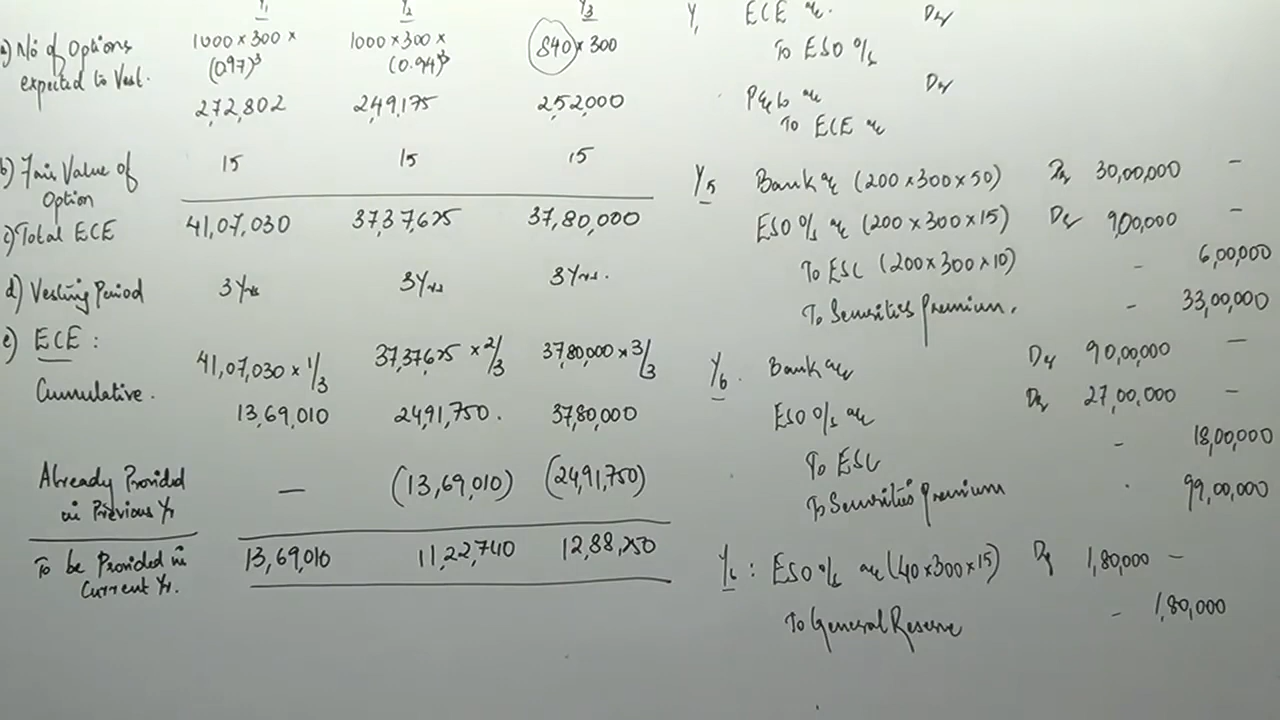 Y1 Y2 Y3
a) No of Options expected to Vest.
1000 × 300 × (0.97)³ 1000 × 300 × (0.94)³ 840 × 300
2,72,802 2,49,175 2,52,000
b) Fair Value of Option 15 15 15
c) Total ECE 41,07,030 37,37,625 37,80,000
d) Vesting Period 3 Yrs 3 Yrs 3 Yrs.
e) ECE :
Cumulative. 41,07,030 × 1/3 37,37,625 × 2/3 37,80,000 × 3/3
13,69,010 24,91,750. 37,80,000
Already Provided in Previous Yr — (13,69,010) (24,91,750)
To be Provided in Current Yr. 13,69,010 11,22,740 12,88,250
Y1 ECE a/c. Dr
To ESO o/s
P&L a/c Dr
To ECE a/c
Y5 Bank a/c (200 × 300 × 50) Dr 30,00,000 –
ESO o/s a/c (200 × 300 × 15) Dr 9,00,000 –
To ESC (200 × 300 × 10) – 6,00,000
To Securities Premium. – 33,00,000
Y6. Bank a/c Dr 90,00,000 –
ESO o/s a/c Dr 27,00,000 –
To ESC – 18,00,000
To Securities Premium . 99,00,000
Y6 : ESO o/s a/c (40 × 300 × 15) Dr 1,80,000 –
To General Reserve – 1,80,000